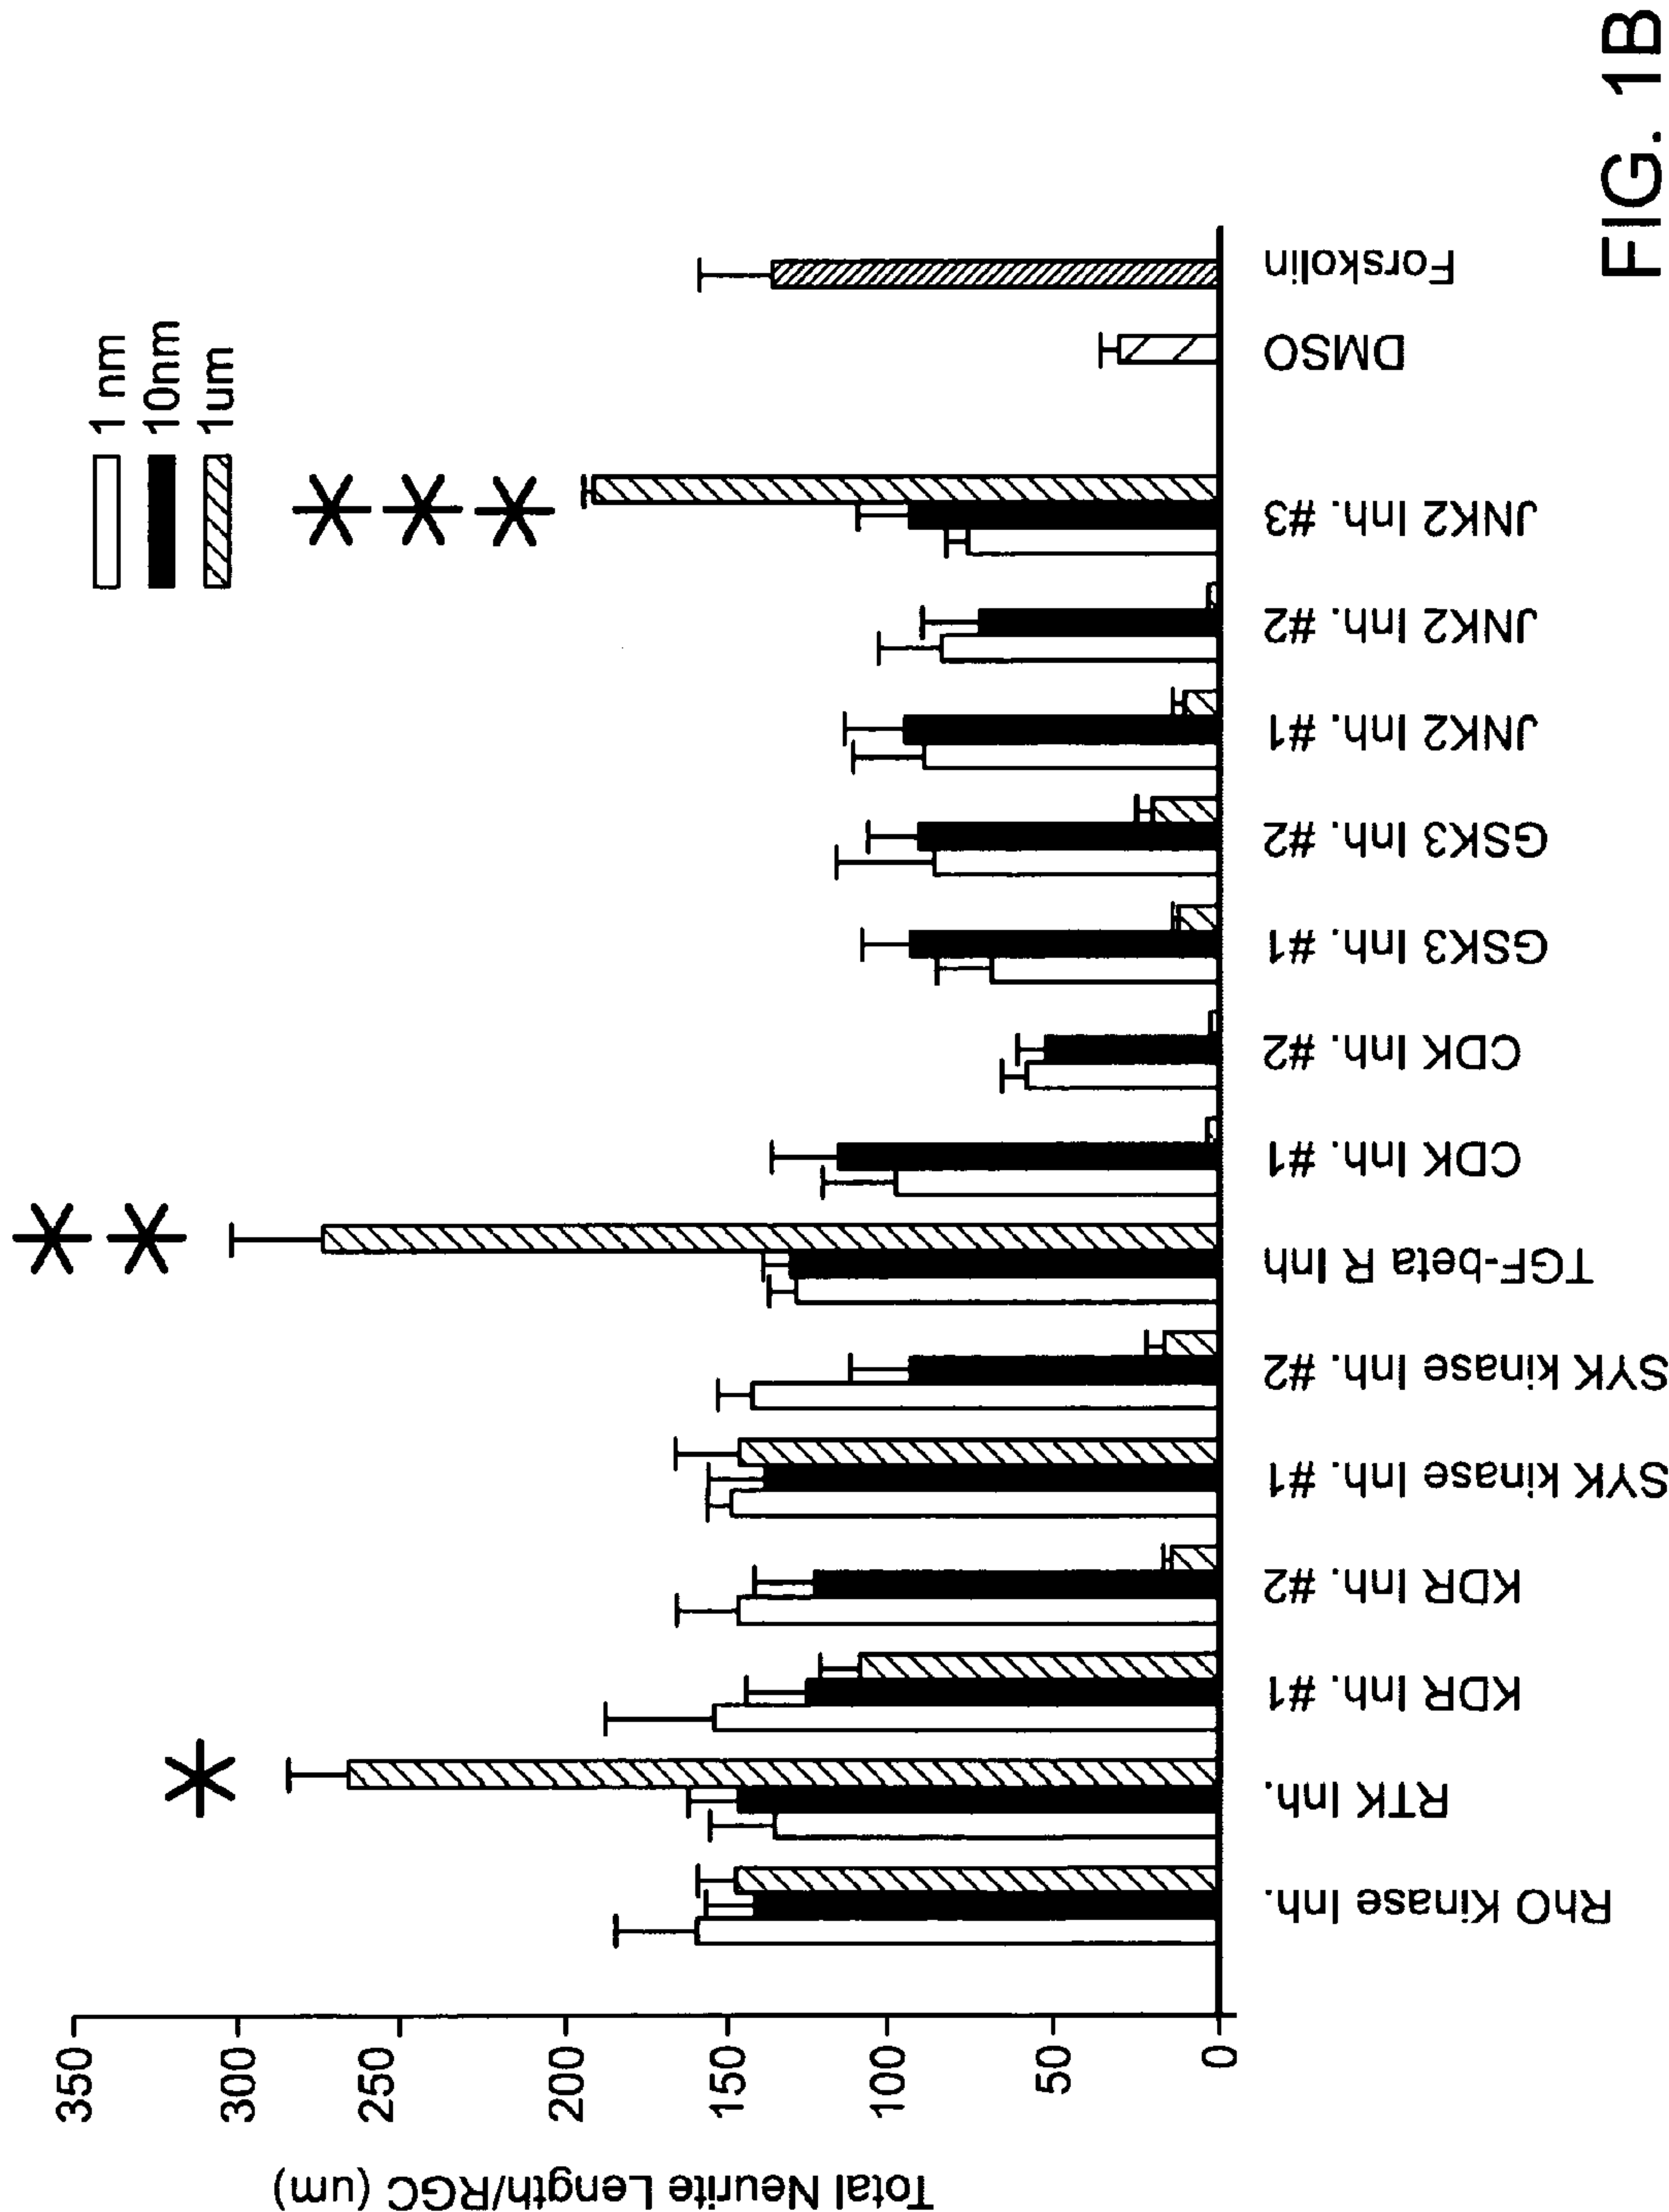 1 nm
10nm
1um
350
300
250
200
150
100
50
0
Total Neurite Length/RGC (um)
RhO Kinase Inh.
RTK Inh.
KDR Inh. #1
KDR Inh. #2
SYK kinase Inh. #1
SYK kinase Inh. #2
TGF-beta R Inh
CDK Inh. #1
CDK Inh. #2
GSK3 Inh. #1
GSK3 Inh. #2
JNK2 Inh. #1
JNK2 Inh. #2
JNK2 Inh. #3
DMSO
Forskolin
*
**
***
FIG. 1B